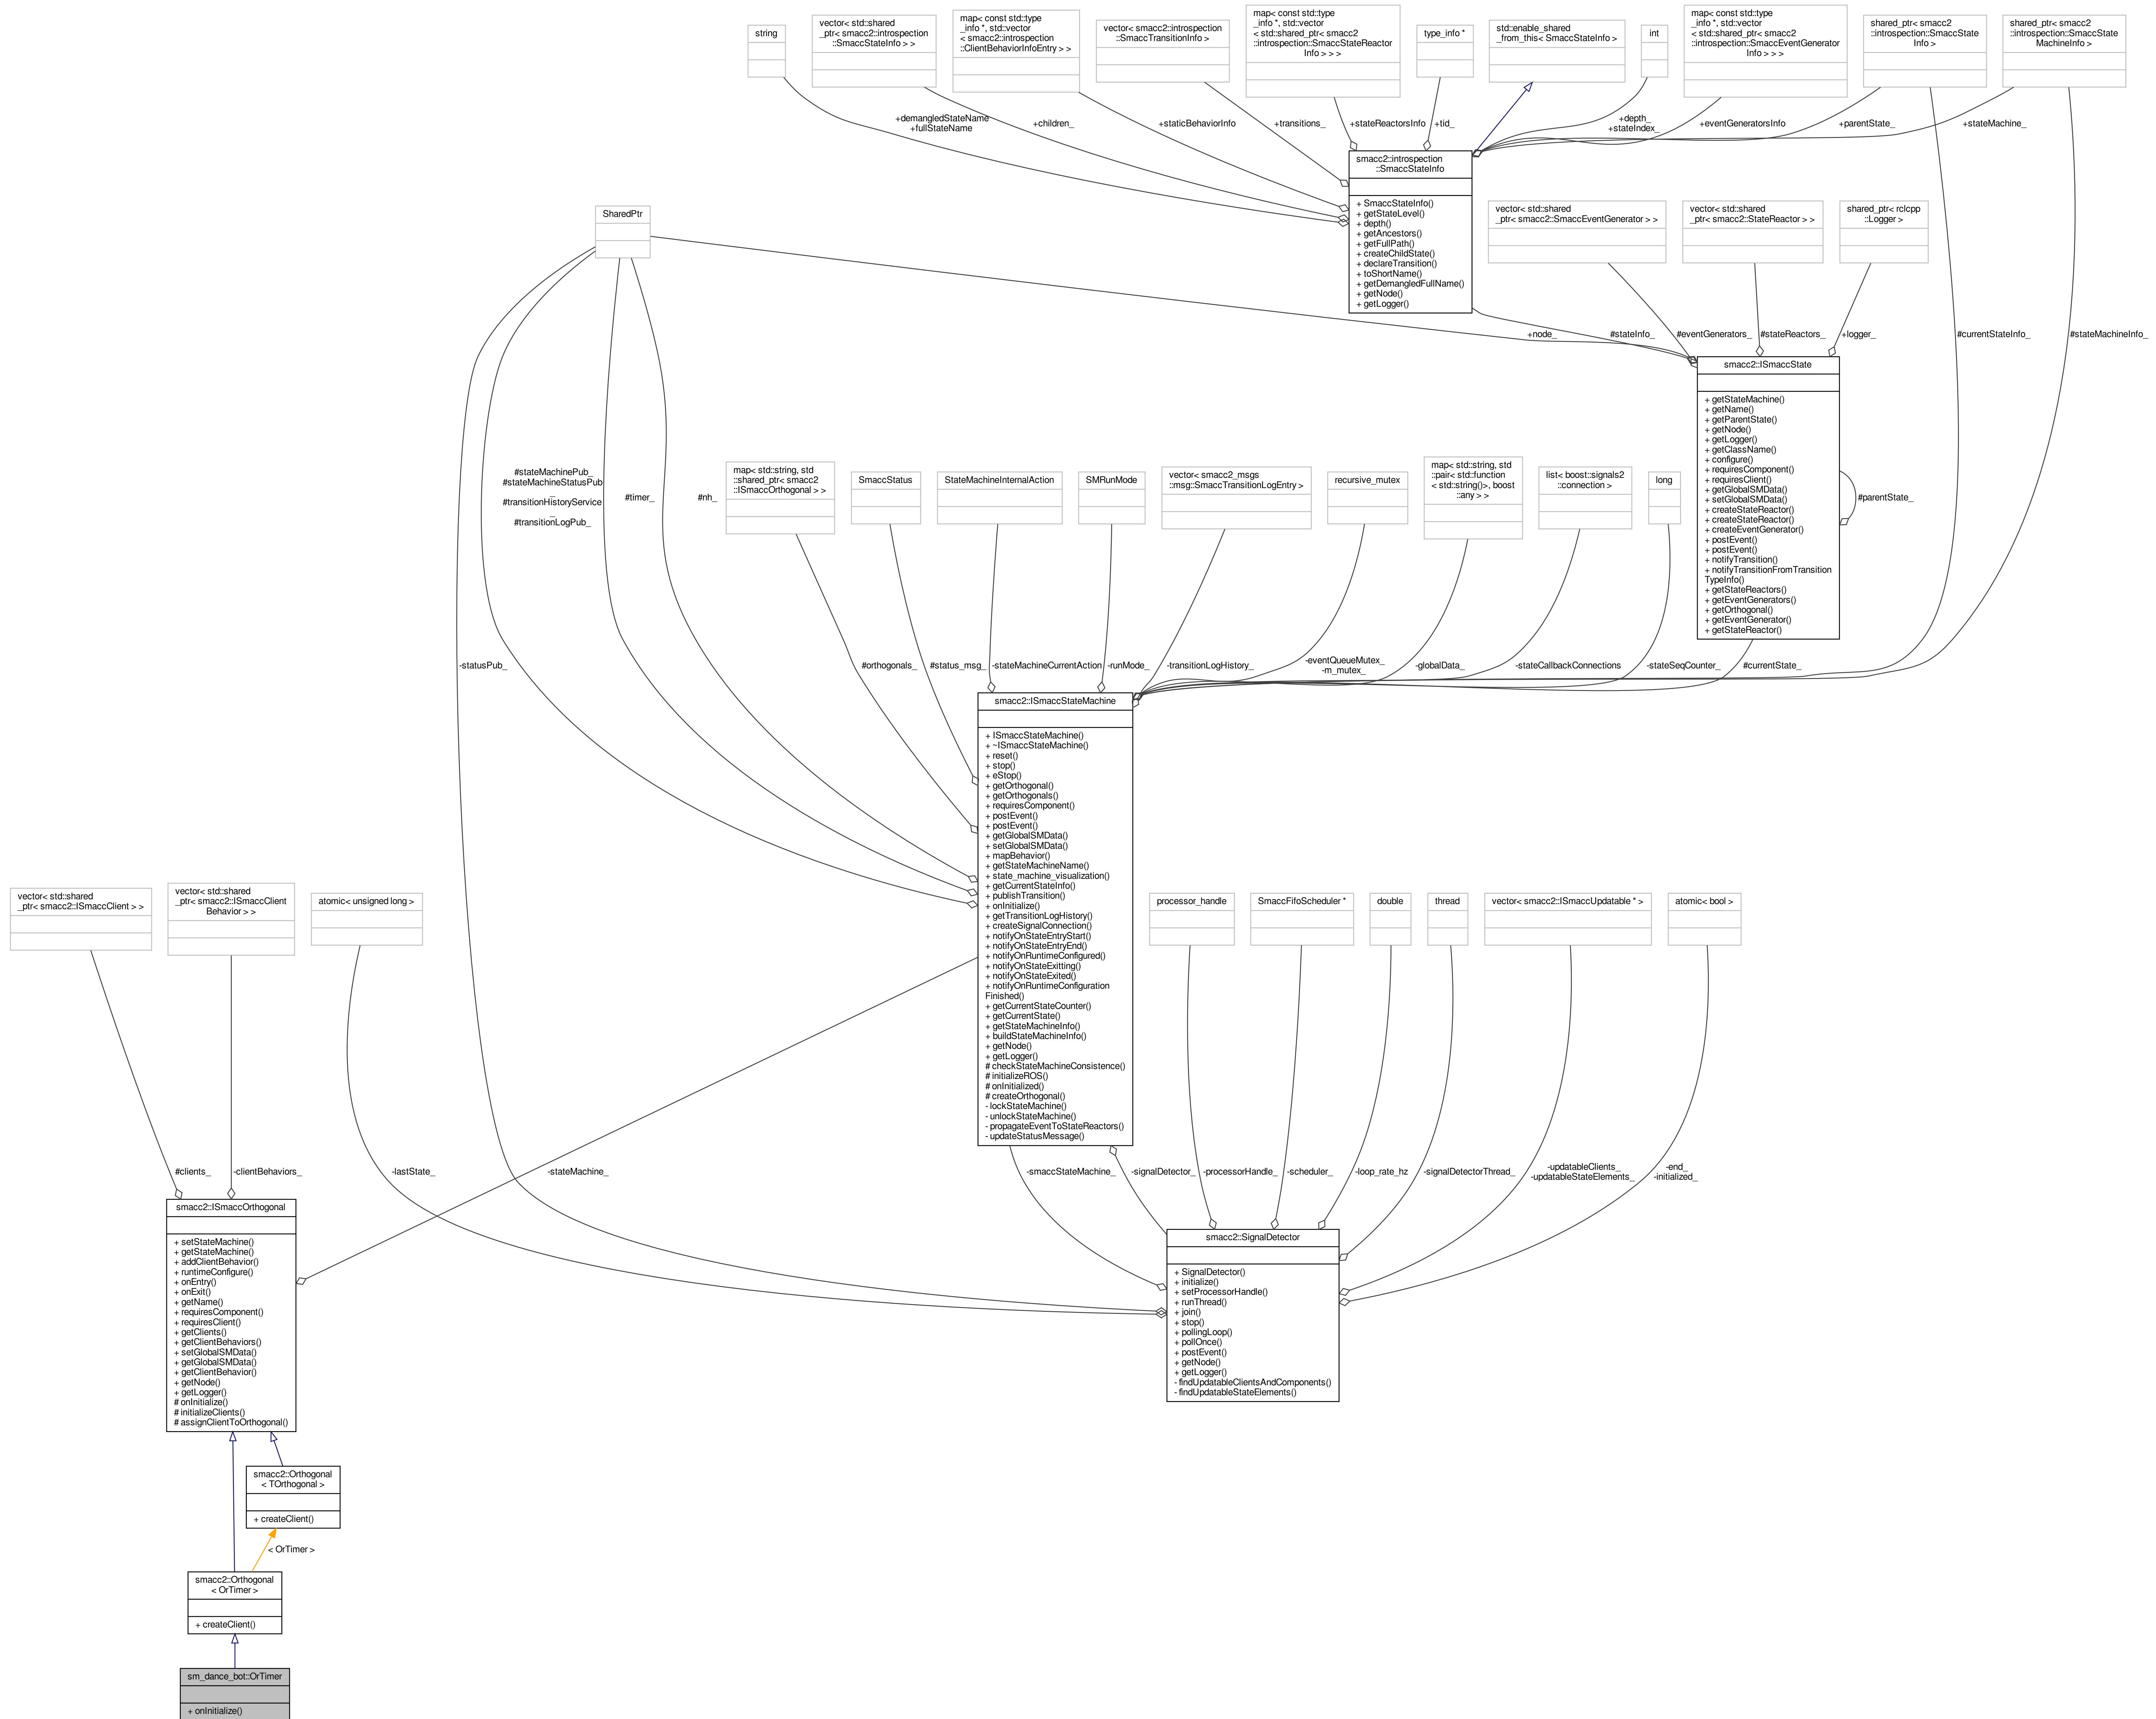 string
vector< std::shared
_ptr< smacc2::introspection
::SmaccStateInfo > >
map< const std::type
_info *, std::vector
< smacc2::introspection
::ClientBehaviorInfoEntry > >
vector< smacc2::introspection
::SmaccTransitionInfo >
map< const std::type
_info *, std::vector
< std::shared_ptr< smacc2
::introspection::SmaccStateReactor
Info > > >
type_info *
std::enable_shared
_from_this< SmaccStateInfo >
int
map< const std::type
_info *, std::vector
< std::shared_ptr< smacc2
::introspection::SmaccEventGenerator
Info > > >
shared_ptr< smacc2
::introspection::SmaccState
Info >
shared_ptr< smacc2
::introspection::SmaccState
MachineInfo >
+demangledStateName
+fullStateName
+children_
+staticBehaviorInfo
+transitions_
+stateReactorsInfo
+tid_
+depth_
+stateIndex_
+eventGeneratorsInfo
+parentState_
+stateMachine_
smacc2::introspection
::SmaccStateInfo
+ SmaccStateInfo()
+ getStateLevel()
+ depth()
+ getAncestors()
+ getFullPath()
+ createChildState()
+ declareTransition()
+ toShortName()
+ getDemangledFullName()
+ getNode()
+ getLogger()
SharedPtr
vector< std::shared
_ptr< smacc2::SmaccEventGenerator > >
vector< std::shared
_ptr< smacc2::StateReactor > >
shared_ptr< rclcpp
::Logger >
+node_
#stateInfo_
#eventGenerators_
#stateReactors_
+logger_
#currentStateInfo_
#stateMachineInfo_
smacc2::ISmaccState
+ getStateMachine()
+ getName()
+ getParentState()
+ getNode()
+ getLogger()
+ getClassName()
+ configure()
+ requiresComponent()
+ requiresClient()
+ getGlobalSMData()
+ setGlobalSMData()
+ createStateReactor()
+ createStateReactor()
+ createEventGenerator()
+ postEvent()
+ postEvent()
+ notifyTransition()
+ notifyTransitionFromTransition
TypeInfo()
+ getStateReactors()
+ getEventGenerators()
+ getOrthogonal()
+ getEventGenerator()
+ getStateReactor()
#parentState_
#stateMachinePub_
#stateMachineStatusPub
_
#transitionHistoryService
_
#transitionLogPub_
#timer_
#nh_
map< std::string, std
::shared_ptr< smacc2
::ISmaccOrthogonal > >
SmaccStatus
StateMachineInternalAction
SMRunMode
vector< smacc2_msgs
::msg::SmaccTransitionLogEntry >
recursive_mutex
map< std::string, std
::pair< std::function
< std::string()>, boost
::any > >
list< boost::signals2
::connection >
long
-statusPub_
#orthogonals_
#status_msg_
-stateMachineCurrentAction
-runMode_
-transitionLogHistory_
-eventQueueMutex_
-m_mutex_
-globalData_
-stateCallbackConnections
-stateSeqCounter_
#currentState_
smacc2::ISmaccStateMachine
+ ISmaccStateMachine()
+ ~ISmaccStateMachine()
+ reset()
+ stop()
+ eStop()
+ getOrthogonal()
+ getOrthogonals()
+ requiresComponent()
+ postEvent()
+ postEvent()
+ getGlobalSMData()
+ setGlobalSMData()
+ mapBehavior()
+ getStateMachineName()
+ state_machine_visualization()
+ getCurrentStateInfo()
+ publishTransition()
+ onInitialize()
+ getTransitionLogHistory()
+ createSignalConnection()
+ notifyOnStateEntryStart()
+ notifyOnStateEntryEnd()
+ notifyOnRuntimeConfigured()
+ notifyOnStateExitting()
+ notifyOnStateExited()
+ notifyOnRuntimeConfiguration
Finished()
+ getCurrentStateCounter()
+ getCurrentState()
+ getStateMachineInfo()
+ buildStateMachineInfo()
+ getNode()
+ getLogger()
# checkStateMachineConsistence()
# initializeROS()
# onInitialized()
# createOrthogonal()
- lockStateMachine()
- unlockStateMachine()
- propagateEventToStateReactors()
- updateStatusMessage()
vector< std::shared
_ptr< smacc2::ISmaccClient > >
vector< std::shared
_ptr< smacc2::ISmaccClient
Behavior > >
atomic< unsigned long >
processor_handle
SmaccFifoScheduler *
double
thread
vector< smacc2::ISmaccUpdatable * >
atomic< bool >
#clients_
-clientBehaviors_
-lastState_
-stateMachine_
-smaccStateMachine_
-signalDetector_
-processorHandle_
-scheduler_
-loop_rate_hz
-signalDetectorThread_
-updatableClients_
-updatableStateElements_
-end_
-initialized_
smacc2::ISmaccOrthogonal
+ setStateMachine()
+ getStateMachine()
+ addClientBehavior()
+ runtimeConfigure()
+ onEntry()
+ onExit()
+ getName()
+ requiresComponent()
+ requiresClient()
+ getClients()
+ getClientBehaviors()
+ setGlobalSMData()
+ getGlobalSMData()
+ getClientBehavior()
+ getNode()
+ getLogger()
# onInitialize()
# initializeClients()
# assignClientToOrthogonal()
smacc2::SignalDetector
+ SignalDetector()
+ initialize()
+ setProcessorHandle()
+ runThread()
+ join()
+ stop()
+ pollingLoop()
+ pollOnce()
+ postEvent()
+ getNode()
+ getLogger()
- findUpdatableClientsAndComponents()
- findUpdatableStateElements()
smacc2::Orthogonal
< TOrthogonal >
+ createClient()
< OrTimer >
smacc2::Orthogonal
< OrTimer >
+ createClient()
sm_dance_bot::OrTimer
+ onInitialize()